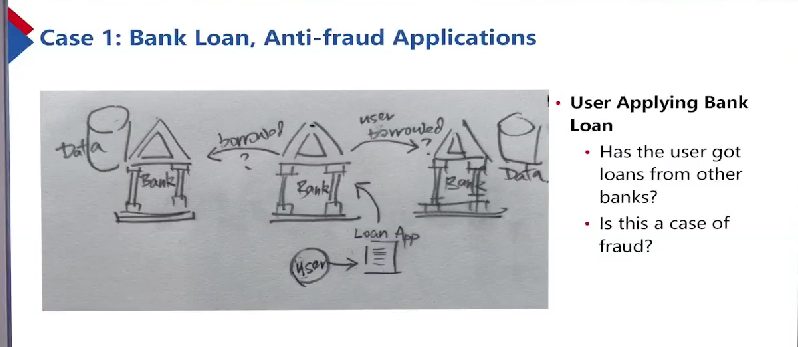 Case 1: Bank Loan, Anti-fraud Applications
Data
Bank
borrowed
?
Bank
user
borrowed
?
Bank
Data
Loan App
user
• User Applying Bank
Loan
• Has the user got
loans from other
banks?
• Is this a case of
fraud?